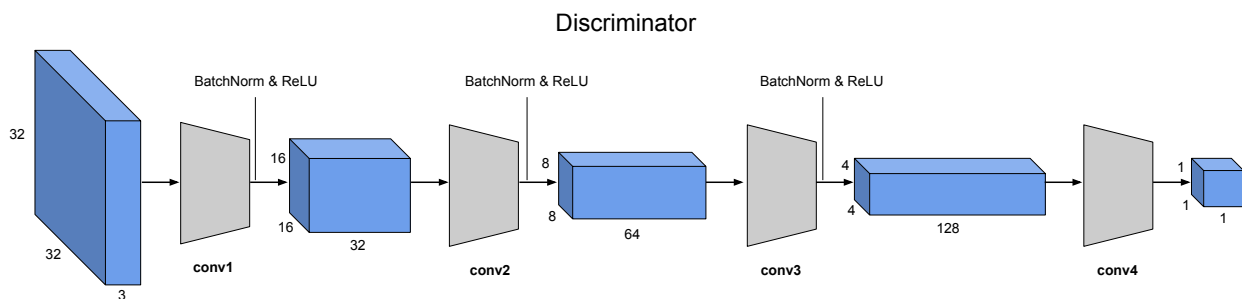 Discriminator
BatchNorm & ReLU
BatchNorm & ReLU
BatchNorm & ReLU
32
32
3
conv1
16
16
32
conv2
8
8
64
conv3
4
4
128
conv4
1
1
1